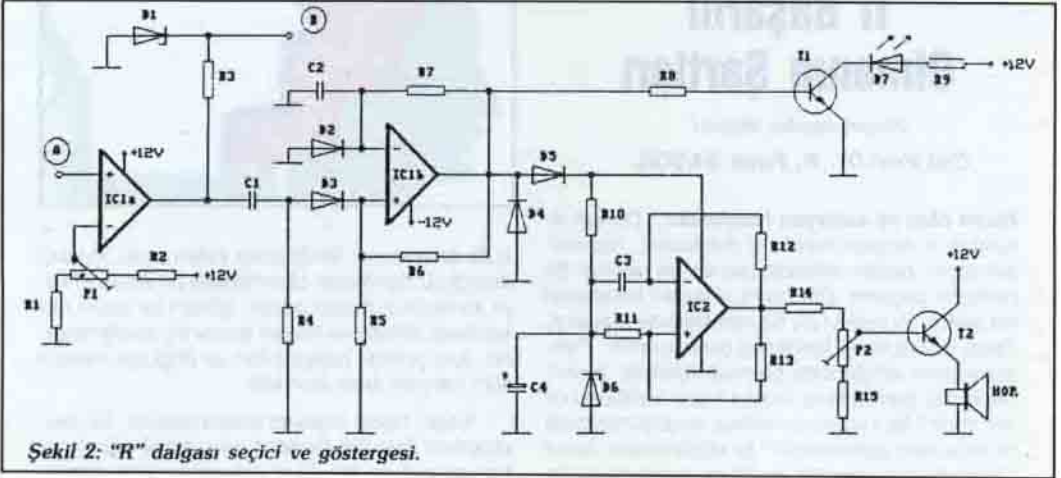 D1
B
R3
C2
R7
R8
T1
D7
R9
+12V
A
+12V
D2
IC1a
C1
D3
IC1b
-12V
D5
D4
R10
R6
C3
R12
P1
R2
+12V
R1
R4
R5
R11
IC2
R14
T2
+12V
C4
D6
R13
P2
R15
HOP.
Şekil 2: "R" dalgası seçici ve göstergesi.